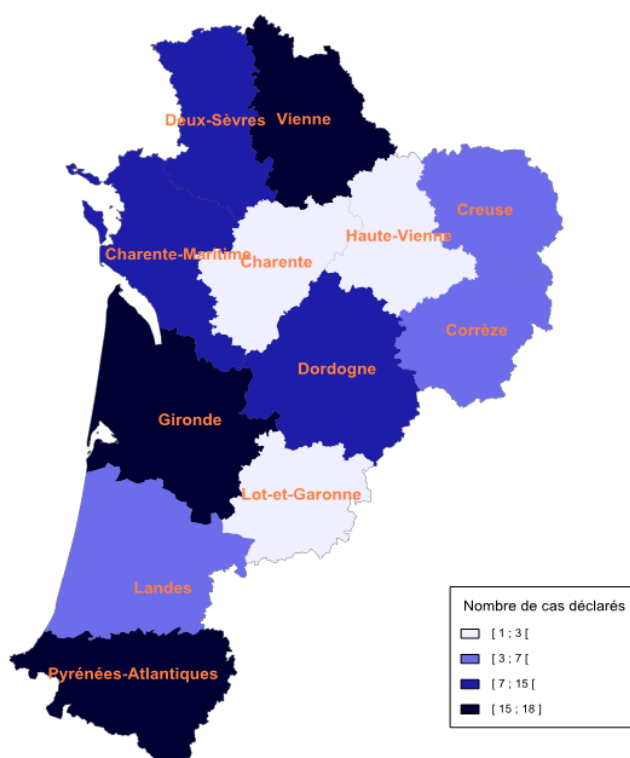 Deux-Sèvres
Vienne
Creuse
Haute-Vienne
Charente-Maritime
Charente
Corrèze
Dordogne
Gironde
Lot-et-Garonne
Landes
Pyrénées-Atlantiques
Nombre de cas déclarés
[ 1 ; 3 [
[ 3 ; 7 [
[ 7 ; 15 [
[ 15 ; 18 ]